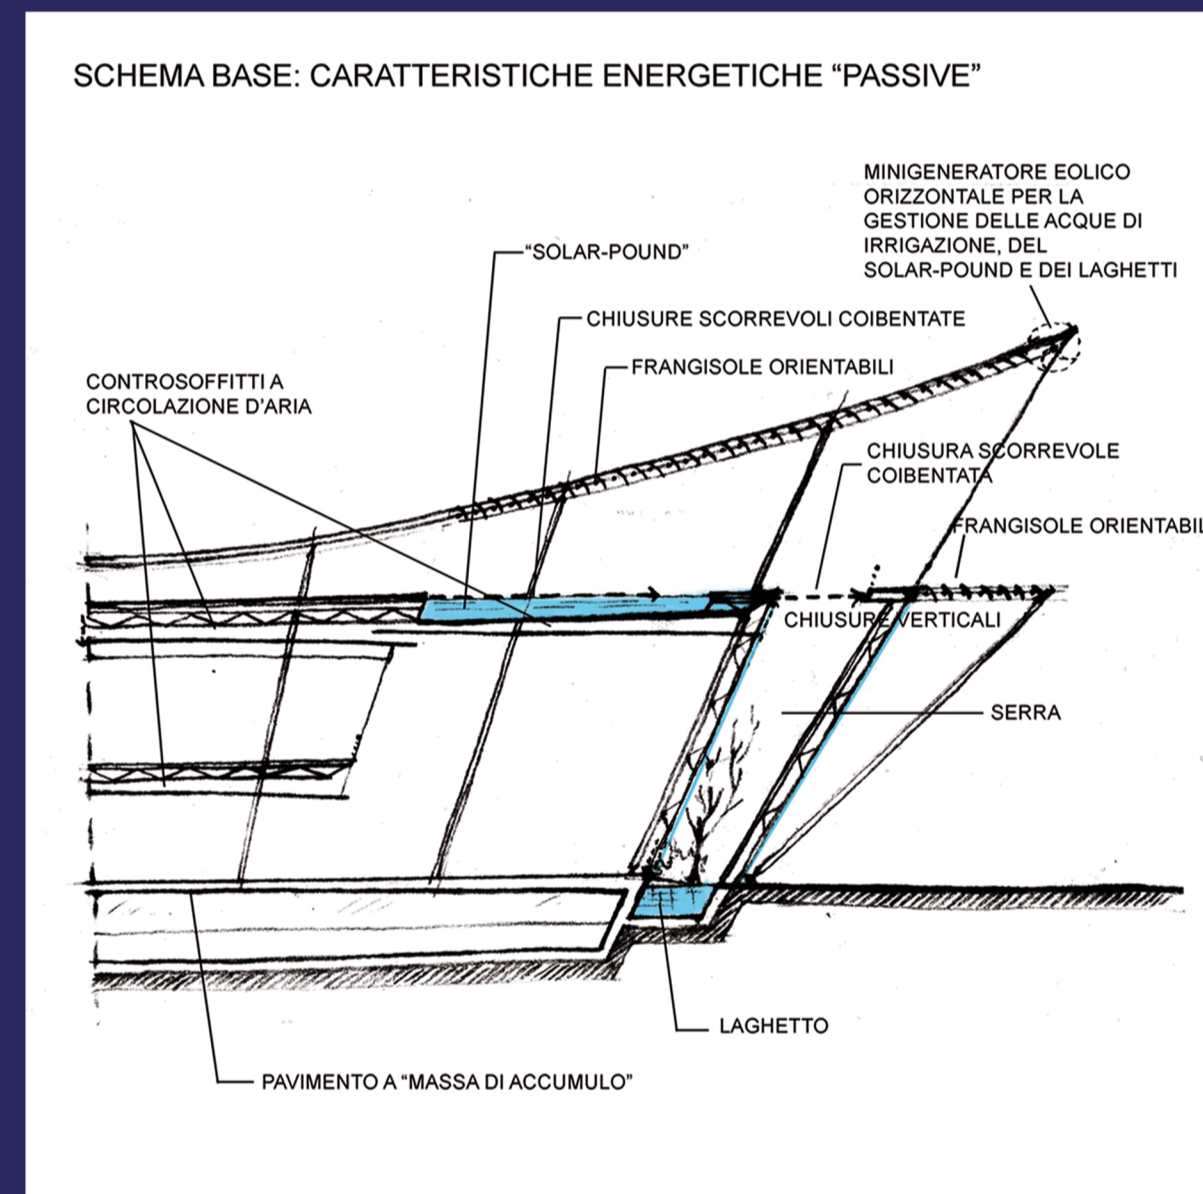 SCHEMA BASE: CARATTERISTICHE ENERGETICHE “PASSIVE”
MINIGENERATORE EOLICO
ORIZZONTALE PER LA
GESTIONE DELLE ACQUE DI
IRRIGAZIONE, DEL
SOLAR-POUND E DEI LAGHETTI
“SOLAR-POUND”
CHIUSURE SCORREVOLI COIBENTATE
FRANGISOLE ORIENTABILI
CONTROSOFFITTI A
CIRCOLAZIONE D’ARIA
CHIUSURA SCORREVOLE
COIBENTATA
FRANGISOLE ORIENTABIL
CHIUSURE VERTICALI
SERRA
LAGHETTO
PAVIMENTO A “MASSA DI ACCUMULO”